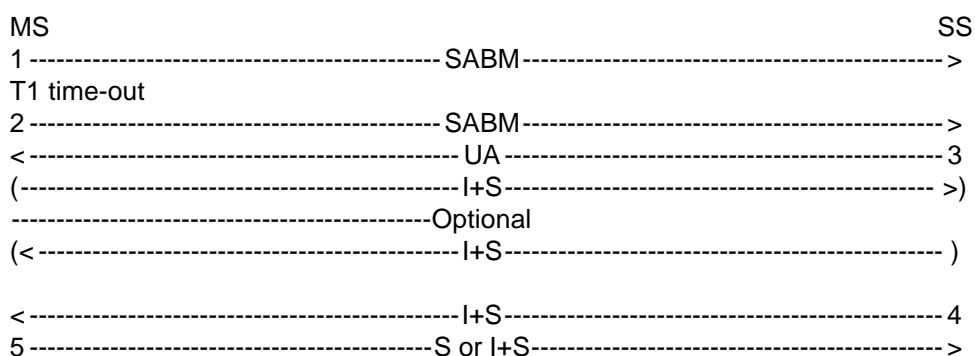 MS SS
1 ---------------------------------------------- SABM ----------------------------------------------- >
T1 time-out
2 ---------------------------------------------- SABM ----------------------------------------------- >
< ----------------------------------------------- UA ------------------------------------------------- 3
(------------------------------------------------- I+S ------------------------------------------------ >)
-----------------------------------------------Optional
(< ----------------------------------------------- I+S ------------------------------------------------- )
< ----------------------------------------------- I+S ------------------------------------------------- 4
5 ---------------------------------------------S or I+S---------------------------------------------- >